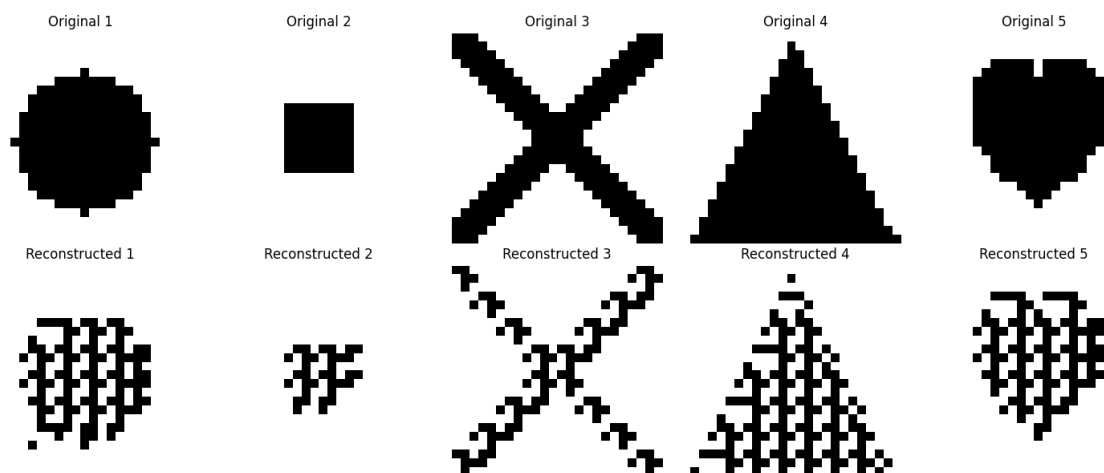 Original 1
Original 2
Original 3
Original 4
Original 5
Reconstructed 1
Reconstructed 2
Reconstructed 3
Reconstructed 4
Reconstructed 5